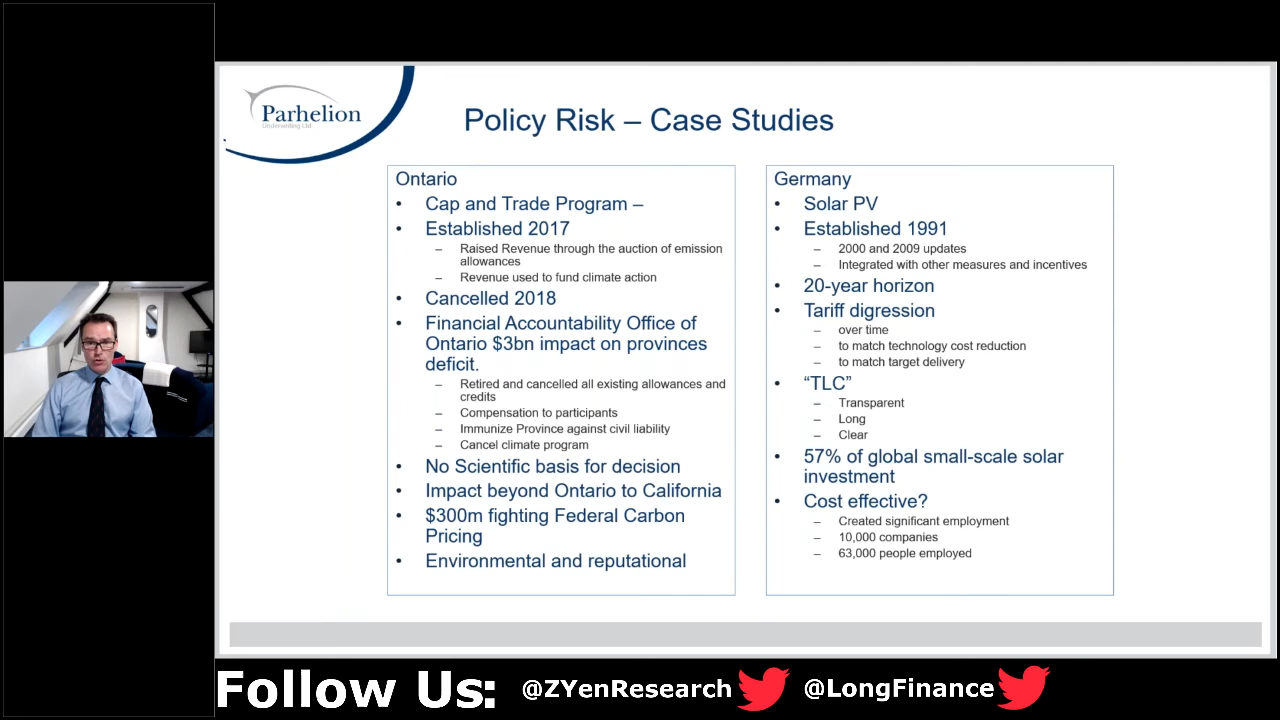 Parhelion
Underwriting Ltd
Policy Risk – Case Studies
Ontario
• Cap and Trade Program –
• Established 2017
– Raised Revenue through the auction of emission
allowances
– Revenue used to fund climate action
• Cancelled 2018
• Financial Accountability Office of
Ontario $3bn impact on provinces
deficit.
– Retired and cancelled all existing allowances and
credits
– Compensation to participants
– Immunize Province against civil liability
– Cancel climate program
• No Scientific basis for decision
• Impact beyond Ontario to California
• $300m fighting Federal Carbon
Pricing
• Environmental and reputational
Germany
• Solar PV
• Established 1991
– 2000 and 2009 updates
– Integrated with other measures and incentives
• 20-year horizon
• Tariff digression
– over time
– to match technology cost reduction
– to match target delivery
• “TLC”
– Transparent
– Long
– Clear
• 57% of global small-scale solar
investment
• Cost effective?
– Created significant employment
– 10,000 companies
– 63,000 people employed
Follow Us: @ZYenResearch @LongFinance